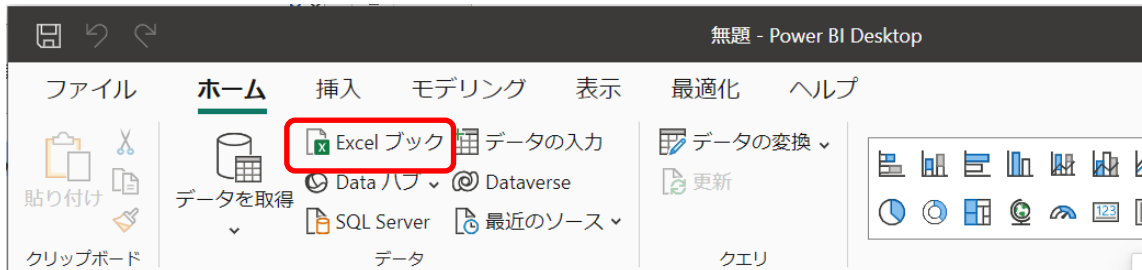 無題 - Power BI Desktop
ファイル ホーム 挿入 モデリング 表示 最適化 ヘルプ
貼り付け
クリップボード
データを取得
Excel ブック
Data ハブ
SQL Server
データの入力
Dataverse
最近のソース
データ
データの変換
更新
クエリ
123